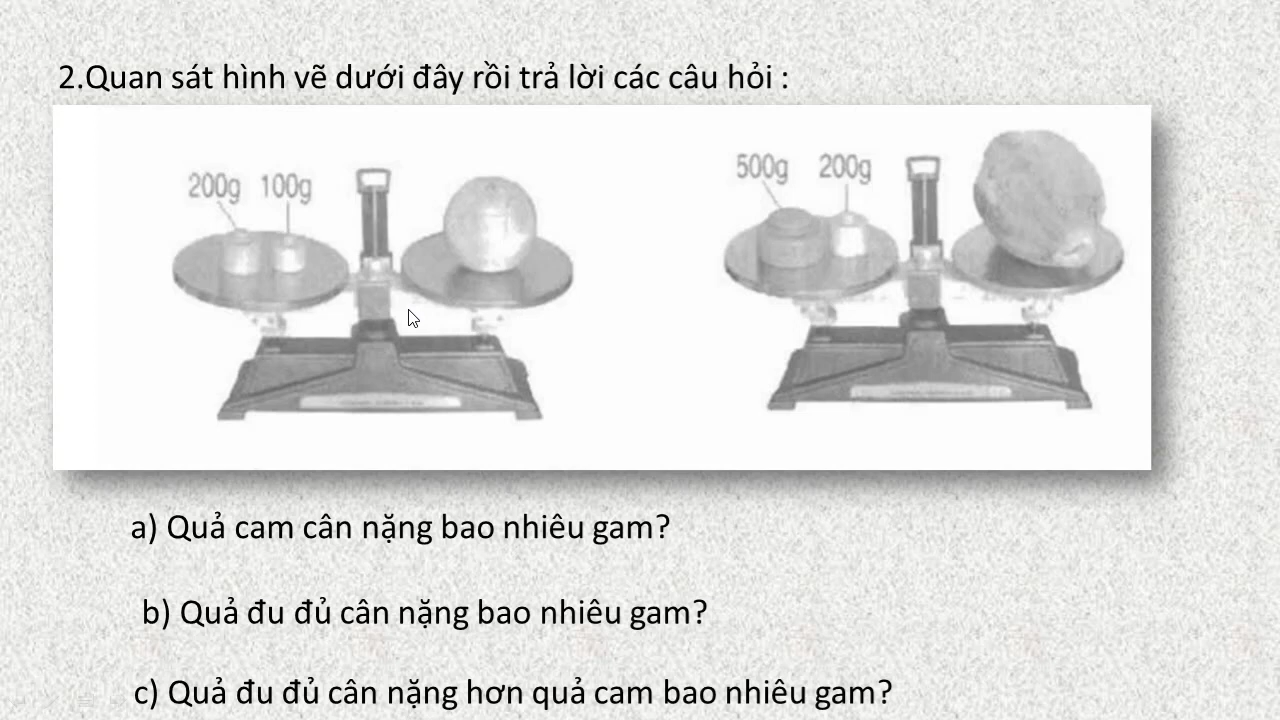 2.Quan sát hình vẽ dưới đây rồi trả lời các câu hỏi :
200g 100g
500g 200g
a) Quả cam cân nặng bao nhiêu gam?
b) Quả đu đủ cân nặng bao nhiêu gam?
c) Quả đu đủ cân nặng hơn quả cam bao nhiêu gam?